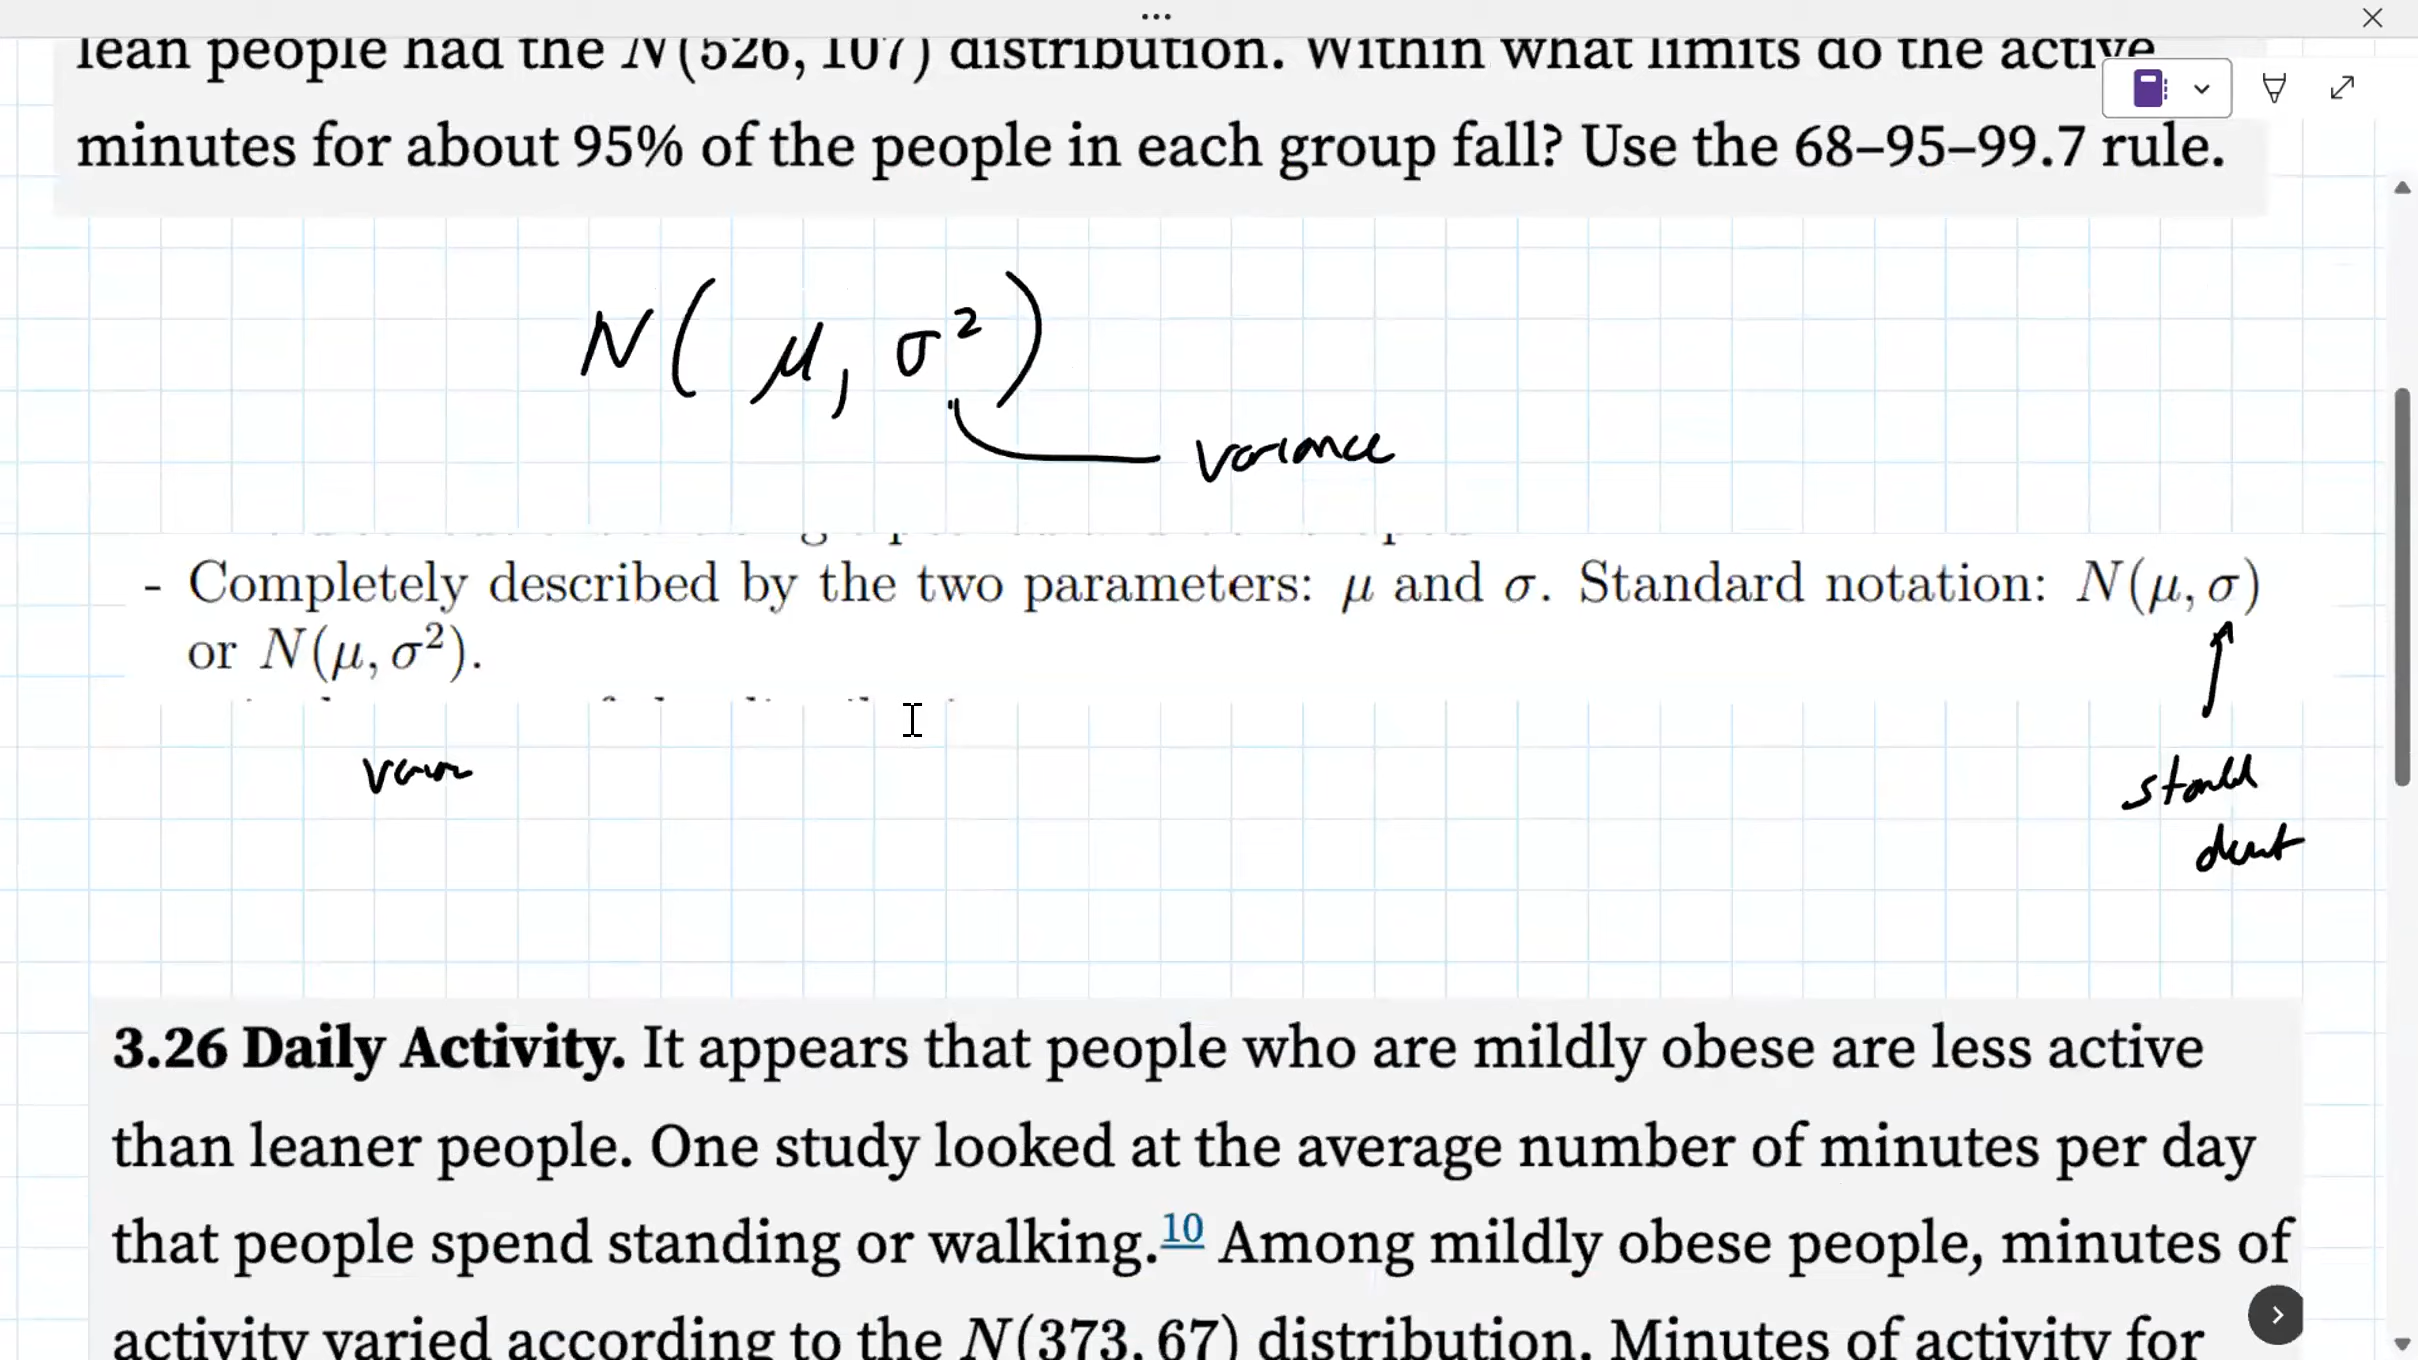 lean people had the N(526, 107) distribution. Within what limits do the active
minutes for about 95% of the people in each group fall? Use the 68–95–99.7 rule.
N(μ, σ²)
variance
- Completely described by the two parameters: μ and σ. Standard notation: N(μ, σ)
or N(μ, σ²).
3.26 Daily Activity. It appears that people who are mildly obese are less active
than leaner people. One study looked at the average number of minutes per day
that people spend standing or walking.10 Among mildly obese people, minutes of
activity varied according to the N(373, 67) distribution. Minutes of activity for